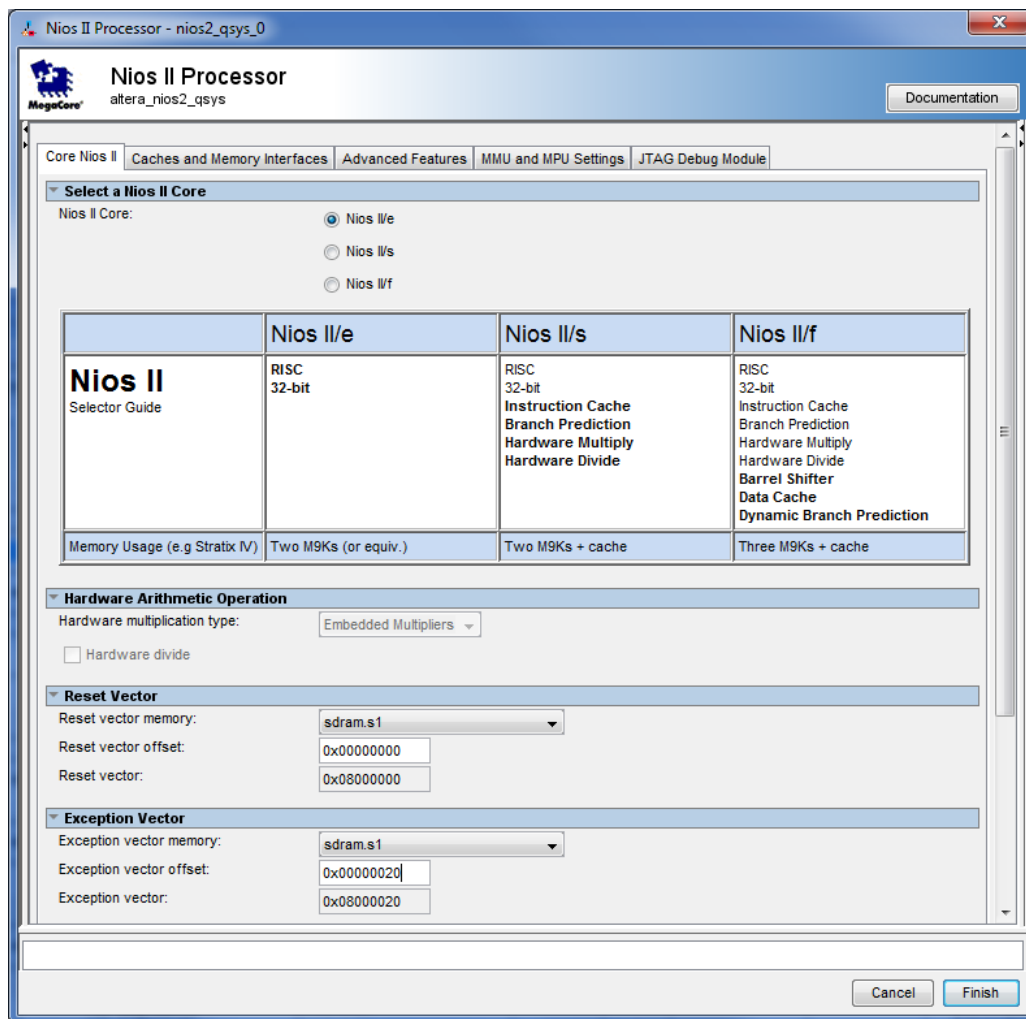 Nios II Processor - nios2_qsys_0
Nios II Processor
altera_nios2_qsys
MegaCore®
Documentation
Core Nios II
Caches and Memory Interfaces
Advanced Features
MMU and MPU Settings
JTAG Debug Module
Select a Nios II Core
Nios II Core:
Nios II/e
Nios II/s
Nios II/f
Nios II/e
Nios II/s
Nios II/f
Nios II
Selector Guide
RISC
32-bit
RISC
32-bit
Instruction Cache
Branch Prediction
Hardware Multiply
Hardware Divide
RISC
32-bit
Instruction Cache
Branch Prediction
Hardware Multiply
Hardware Divide
Barrel Shifter
Data Cache
Dynamic Branch Prediction
Memory Usage (e.g Stratix IV)
Two M9Ks (or equiv.)
Two M9Ks + cache
Three M9Ks + cache
Hardware Arithmetic Operation
Hardware multiplication type:
Embedded Multipliers
Hardware divide
Reset Vector
Reset vector memory:
sdram.s1
Reset vector offset:
0x00000000
Reset vector:
0x08000000
Exception Vector
Exception vector memory:
sdram.s1
Exception vector offset:
0x00000020
Exception vector:
0x08000020
Cancel
Finish